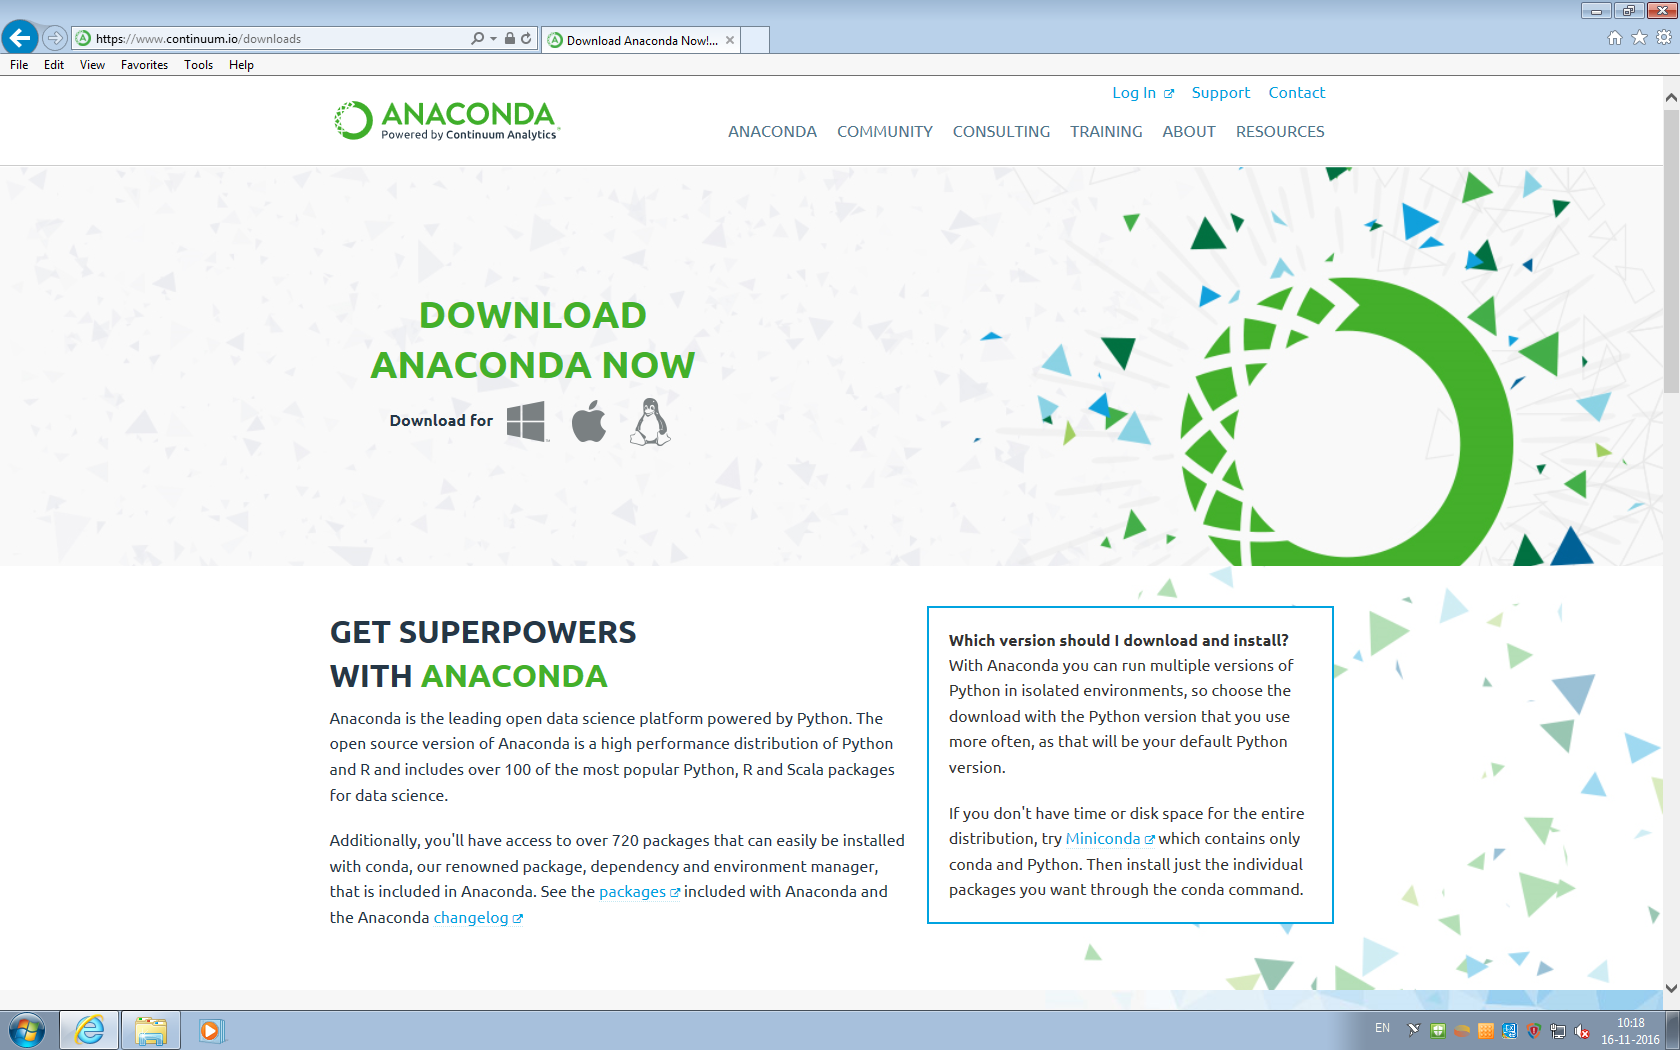 https://www.continuum.io/downloads
Download Anaconda Now!...
File Edit View Favorites Tools Help
Log In Support Contact
ANACONDA
Powered by Continuum Analytics
ANACONDA COMMUNITY CONSULTING TRAINING ABOUT RESOURCES
DOWNLOAD
ANACONDA NOW
Download for
GET SUPERPOWERS
WITH ANACONDA
Anaconda is the leading open data science platform powered by Python. The
open source version of Anaconda is a high performance distribution of Python
and R and includes over 100 of the most popular Python, R and Scala packages
for data science.
Additionally, you'll have access to over 720 packages that can easily be installed
with conda, our renowned package, dependency and environment manager,
that is included in Anaconda. See the packages included with Anaconda and
the Anaconda changelog
Which version should I download and install?
With Anaconda you can run multiple versions of
Python in isolated environments, so choose the
download with the Python version that you use
more often, as that will be your default Python
version.
If you don't have time or disk space for the entire
distribution, try Miniconda which contains only
conda and Python. Then install just the individual
packages you want through the conda command.
EN
10:18
16-11-2016